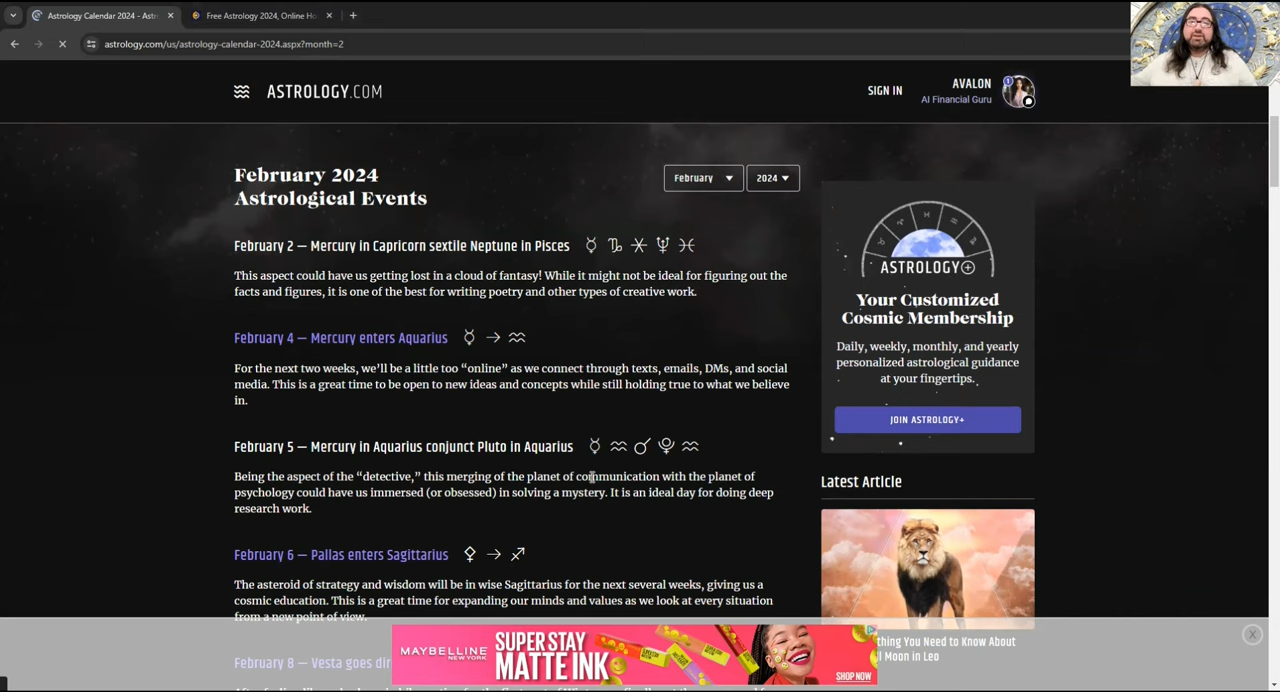 Astrology Calendar 2024 - Astr
Free Astrology 2024, Online Ho
astrology.com/us/astrology-calendar-2024.aspx?month=2
ASTROLOGY.COM
SIGN IN
AVALON
AI Financial Guru
1
February 2024
Astrological Events
February
2024
February 2 — Mercury in Capricorn sextile Neptune in Pisces ☿ ♑ ⚹ ♆ ♓
This aspect could have us getting lost in a cloud of fantasy! While it might not be ideal for figuring out the
facts and figures, it is one of the best for writing poetry and other types of creative work.
February 4 — Mercury enters Aquarius ☿ → ♒
For the next two weeks, we’ll be a little too “online” as we connect through texts, emails, DMs, and social
media. This is a great time to be open to new ideas and concepts while still holding true to what we believe
in.
February 5 — Mercury in Aquarius conjunct Pluto in Aquarius ☿ ♒ ☌ ♇ ♒
Being the aspect of the “detective,” this merging of the planet of communication with the planet of
psychology could have us immersed (or obsessed) in solving a mystery. It is an ideal day for doing deep
research work.
February 6 — Pallas enters Sagittarius ⚴ → ♐
The asteroid of strategy and wisdom will be in wise Sagittarius for the next several weeks, giving us a
cosmic education. This is a great time for expanding our minds and values as we look at every situation
from a new point of view.
February 8 — Vesta goes dir
ASTROLOGY+
Your Customized
Cosmic Membership
Daily, weekly, monthly, and yearly
personalized astrological guidance
at your fingertips.
JOIN ASTROLOGY+
Latest Article
thing You Need to Know About
l Moon in Leo
MAYBELLINE
NEW YORK
SUPER STAY
MATTE INK
SHOP NOW
X